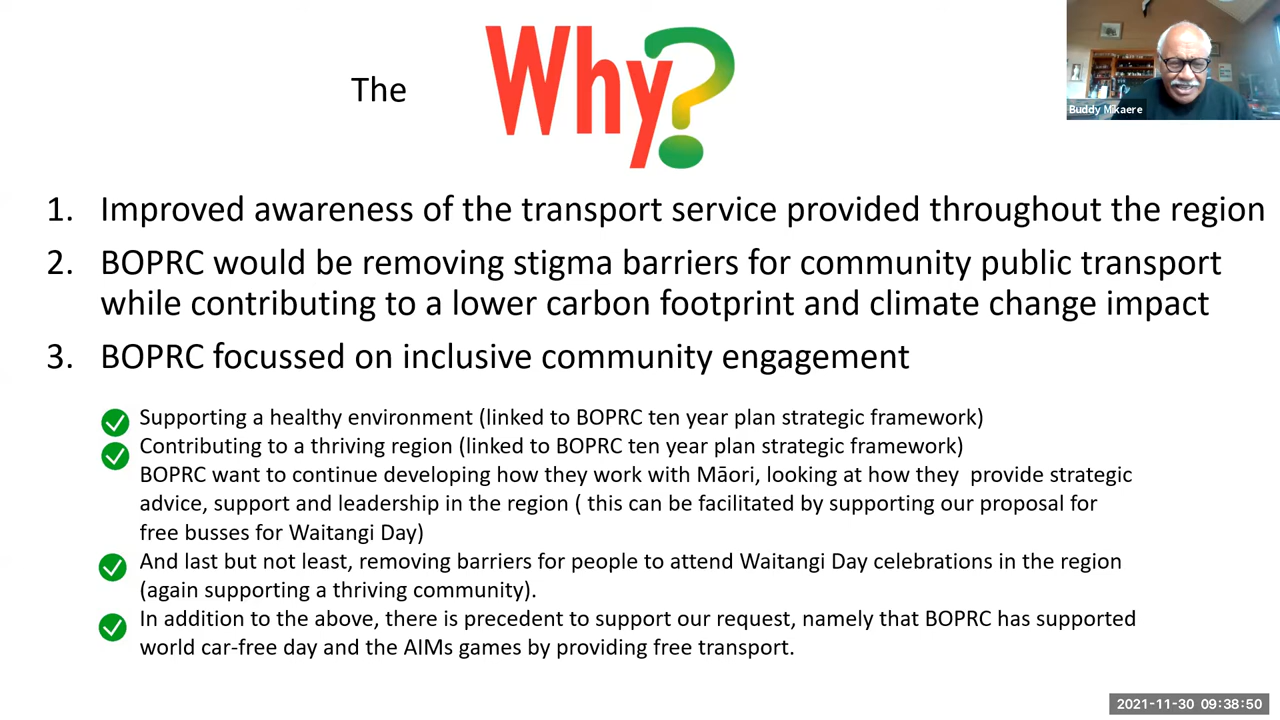 The Why?
Buddy Mikaere
1. Improved awareness of the transport service provided throughout the region
2. BOPRC would be removing stigma barriers for community public transport
while contributing to a lower carbon footprint and climate change impact
3. BOPRC focussed on inclusive community engagement
Supporting a healthy environment (linked to BOPRC ten year plan strategic framework)
Contributing to a thriving region (linked to BOPRC ten year plan strategic framework)
BOPRC want to continue developing how they work with Māori, looking at how they provide strategic
advice, support and leadership in the region ( this can be facilitated by supporting our proposal for
free busses for Waitangi Day)
And last but not least, removing barriers for people to attend Waitangi Day celebrations in the region
(again supporting a thriving community).
In addition to the above, there is precedent to support our request, namely that BOPRC has supported
world car-free day and the AIMs games by providing free transport.
2021-11-30 09:38:50